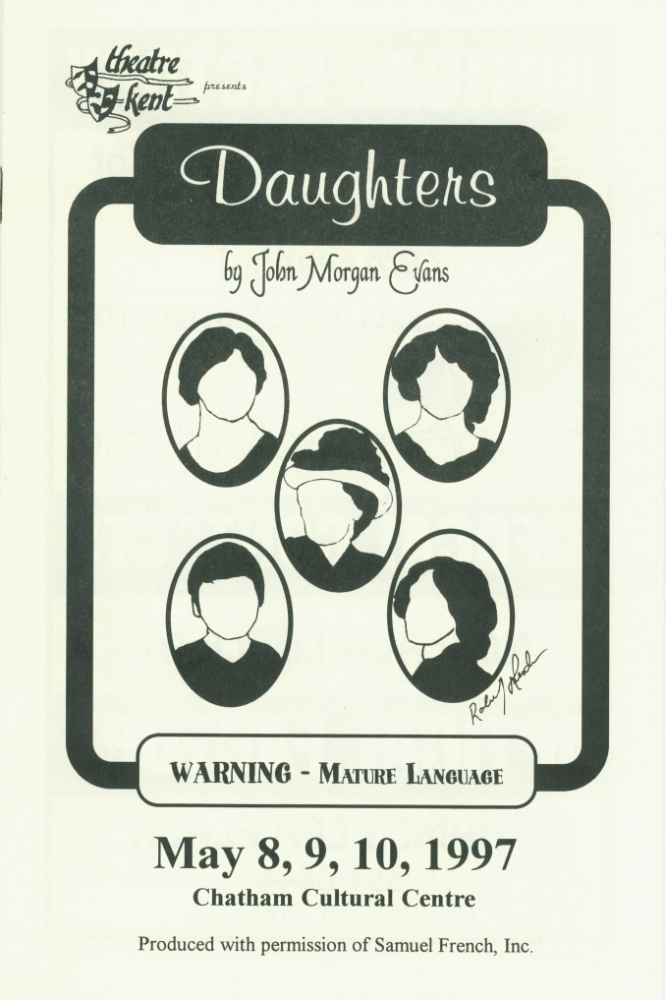 theatre
kent
presents
Daughters
by John Morgan Evans
WARNING - MATURE LANGUAGE
May 8, 9, 10, 1997
Chatham Cultural Centre
Produced with permission of Samuel French, Inc.